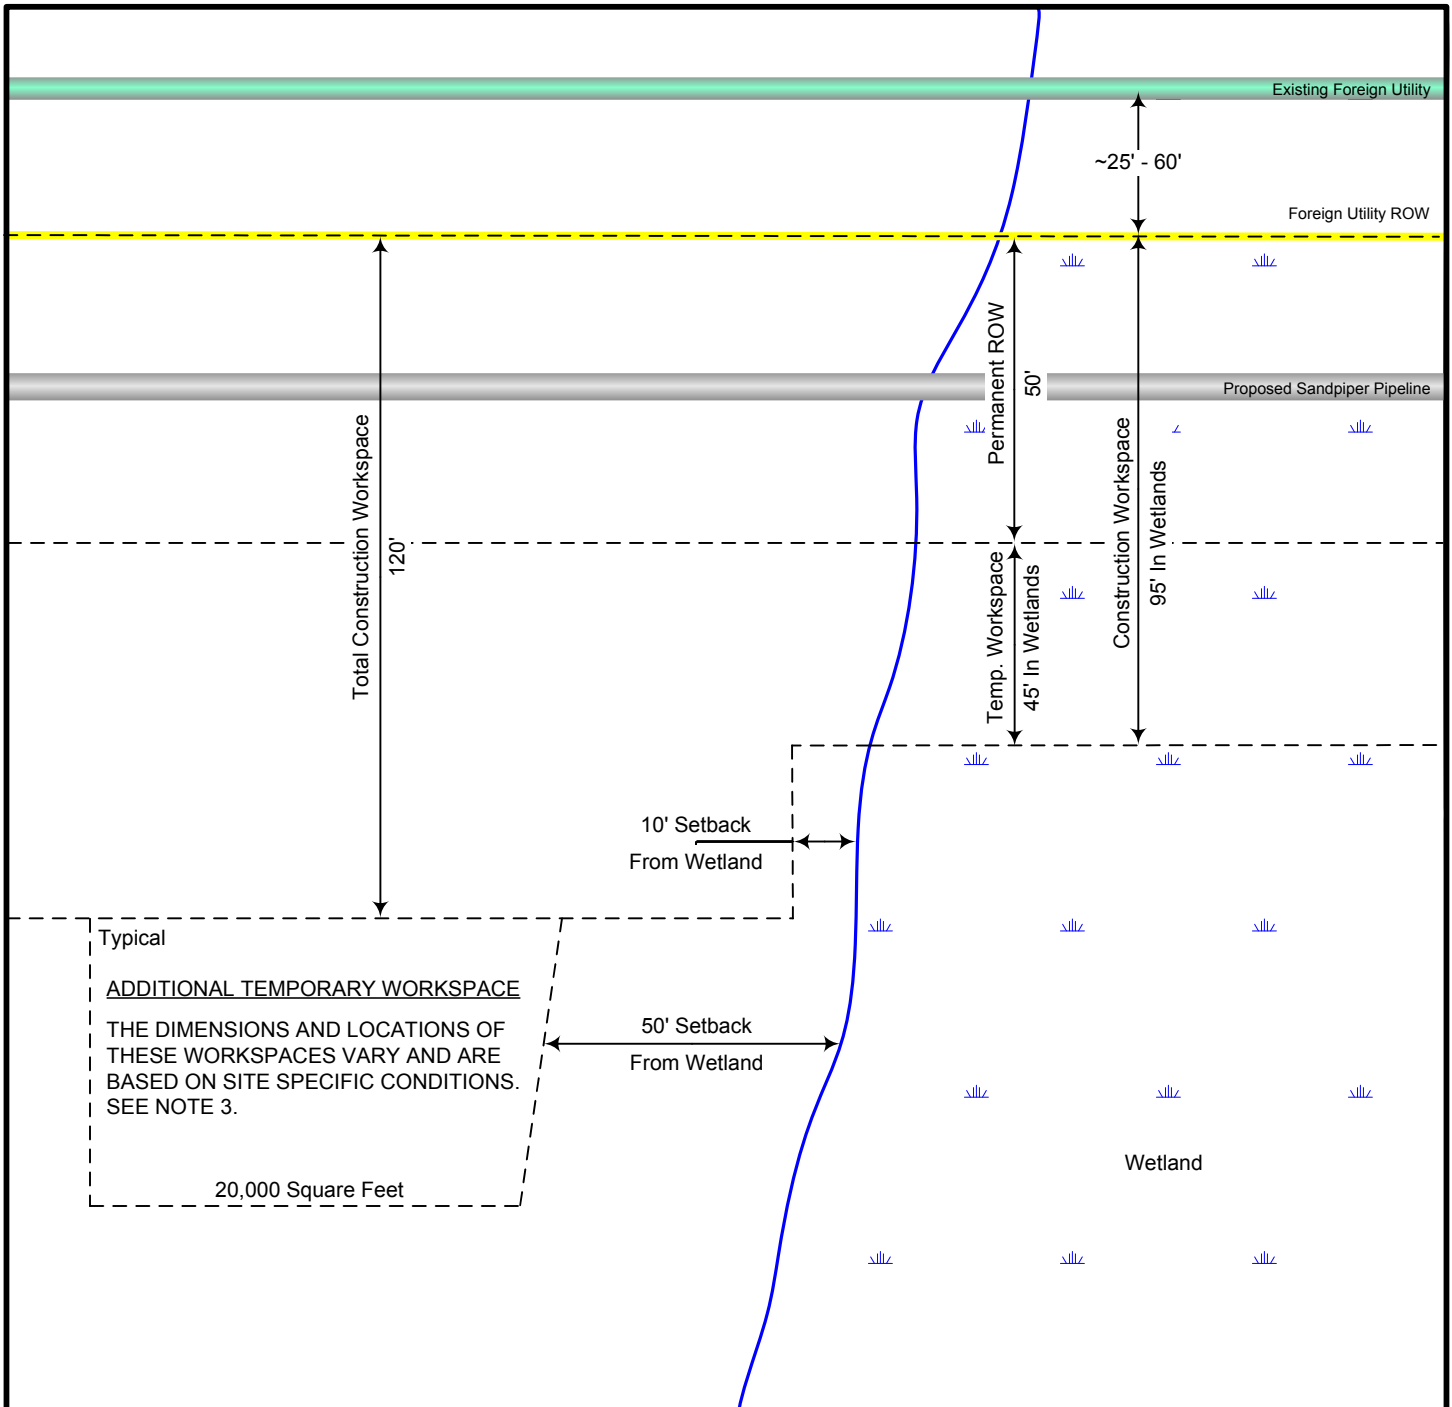 Existing Foreign Utility
~25' - 60'
Foreign Utility ROW
Permanent ROW
50'
Proposed Sandpiper Pipeline
Total Construction Workspace
120'
Construction Workspace
95' In Wetlands
Temp. Workspace
45' In Wetlands
10' Setback
From Wetland
Typical
ADDITIONAL TEMPORARY WORKSPACE
THE DIMENSIONS AND LOCATIONS OF
THESE WORKSPACES VARY AND ARE
BASED ON SITE SPECIFIC CONDITIONS.
SEE NOTE 3.
20,000 Square Feet
50' Setback
From Wetland
Wetland